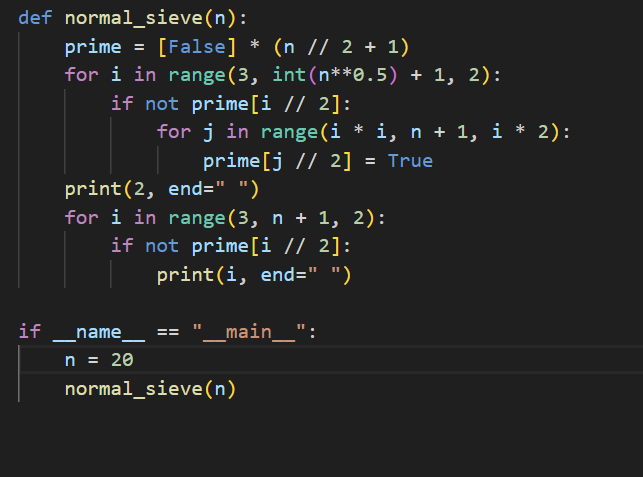 def normal_sieve(n):
    prime = [False] * (n // 2 + 1)
    for i in range(3, int(n**0.5) + 1, 2):
        if not prime[i // 2]:
            for j in range(i * i, n + 1, i * 2):
                prime[j // 2] = True
    print(2, end=" ")
    for i in range(3, n + 1, 2):
        if not prime[i // 2]:
            print(i, end=" ")

if __name__ == "__main__":
    n = 20
    normal_sieve(n)